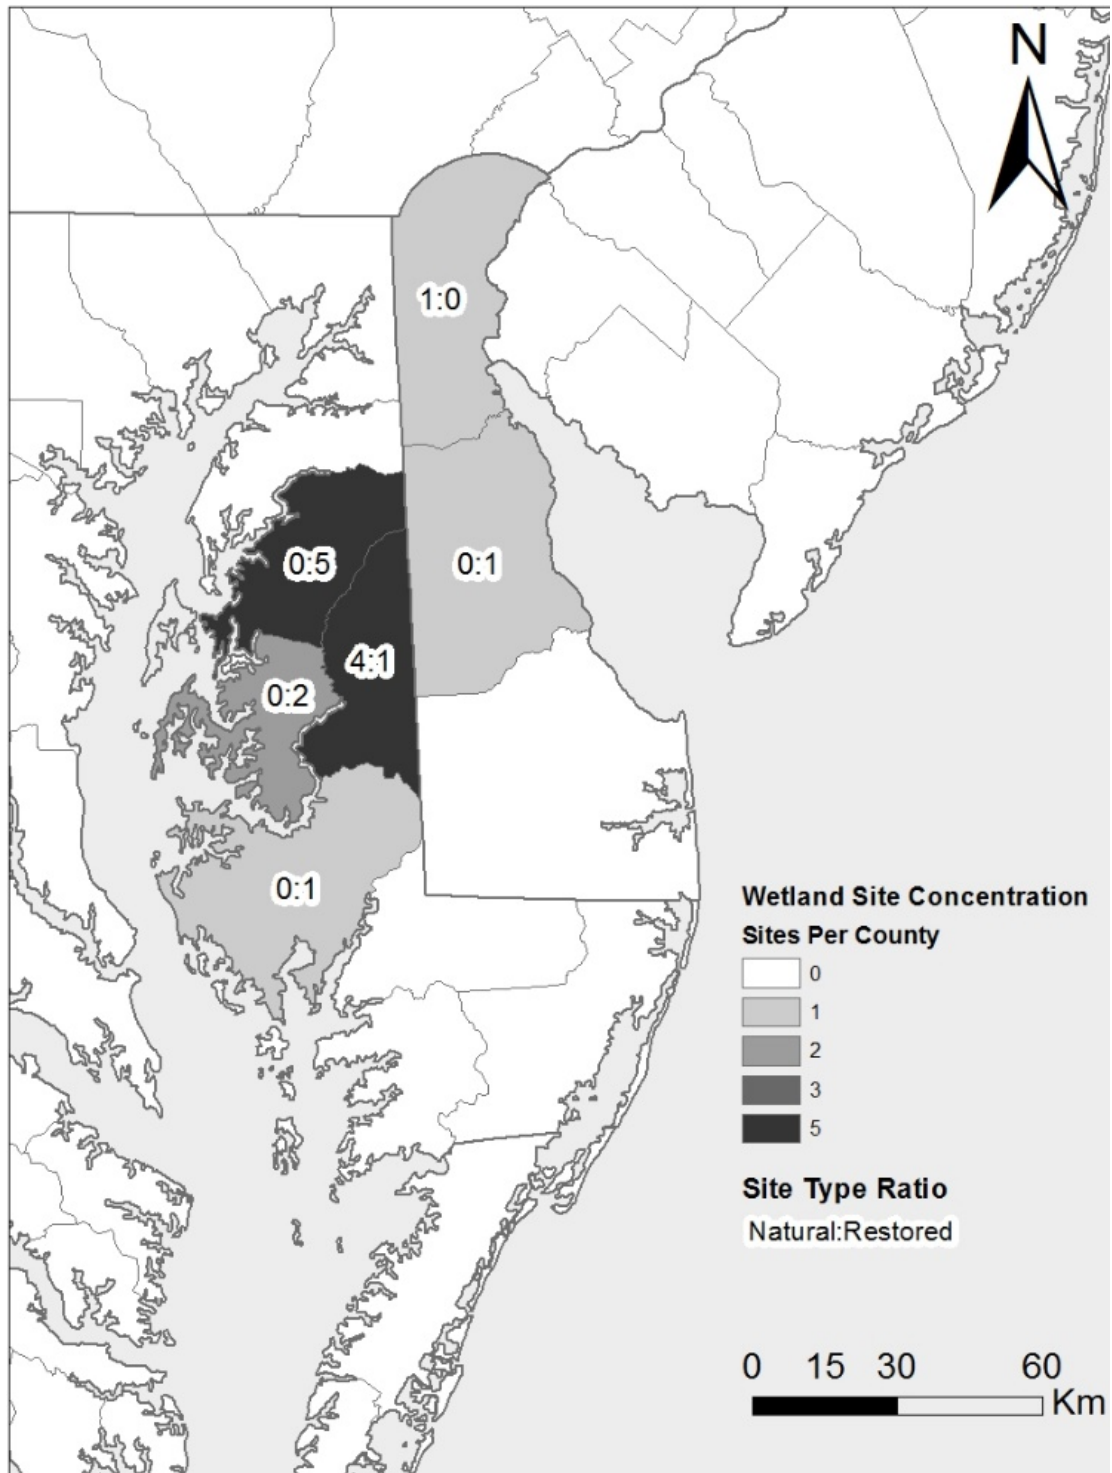 N
1:0
0:5
0:1
4:1
0:2
0:1
Wetland Site Concentration
Sites Per County
0
1
2
3
5
Site Type Ratio
Natural:Restored
0 15 30 60
Km